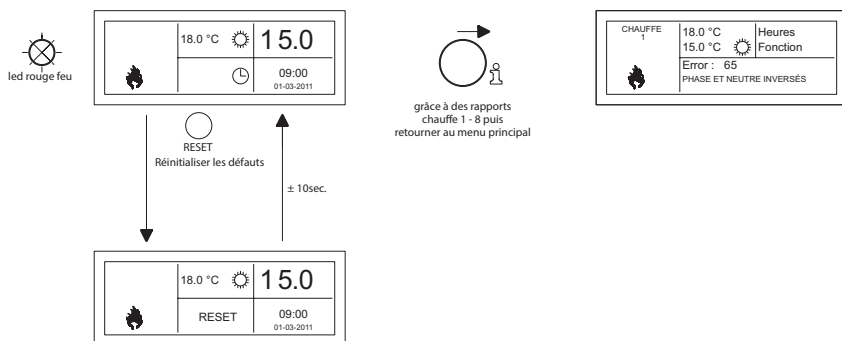 led rouge feu
18.0 °C
15.0
09:00
01-03-2011
RESET
Réinitialiser les défauts
± 10sec.
18.0 °C
15.0
RESET
09:00
01-03-2011
i
grâce à des rapports
chauffe 1 - 8 puis
retourner au menu principal
CHAUFFE
1
18.0 °C
15.0 °C
Heures
Fonction
Error : 65
PHASE ET NEUTRE INVERSÉS